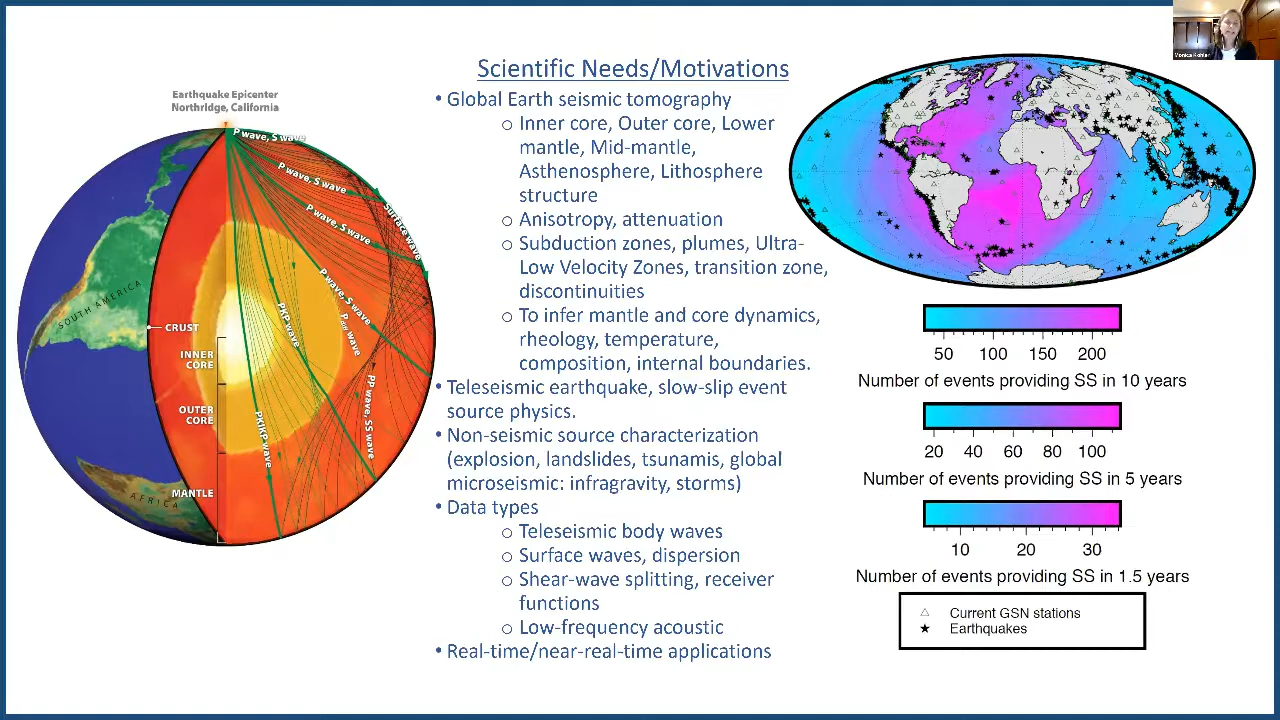 Monica Kohler
Scientific Needs/Motivations
• Global Earth seismic tomography
o Inner core, Outer core, Lower
mantle, Mid-mantle,
Asthenosphere, Lithosphere
structure
o Anisotropy, attenuation
o Subduction zones, plumes, Ultra-
Low Velocity Zones, transition zone,
discontinuities
o To infer mantle and core dynamics,
rheology, temperature,
composition, internal boundaries.
• Teleseismic earthquake, slow-slip event
source physics.
• Non-seismic source characterization
(explosion, landslides, tsunamis, global
microseismic: infragravity, storms)
• Data types
o Teleseismic body waves
o Surface waves, dispersion
o Shear-wave splitting, receiver
functions
o Low-frequency acoustic
• Real-time/near-real-time applications
Earthquake Epicenter
Northridge, California
P wave, S wave
P wave, S wave
P wave, S wave
Surface wave
P wave, S wave
PKP wave
wave
PP wave, SS wave
PKIKP wave
SOUTH AMERICA
CRUST
INNER
CORE
OUTER
CORE
MANTLE
AFRICA
50 100 150 200
Number of events providing SS in 10 years
20 40 60 80 100
Number of events providing SS in 5 years
10 20 30
Number of events providing SS in 1.5 years
△ Current GSN stations
★ Earthquakes